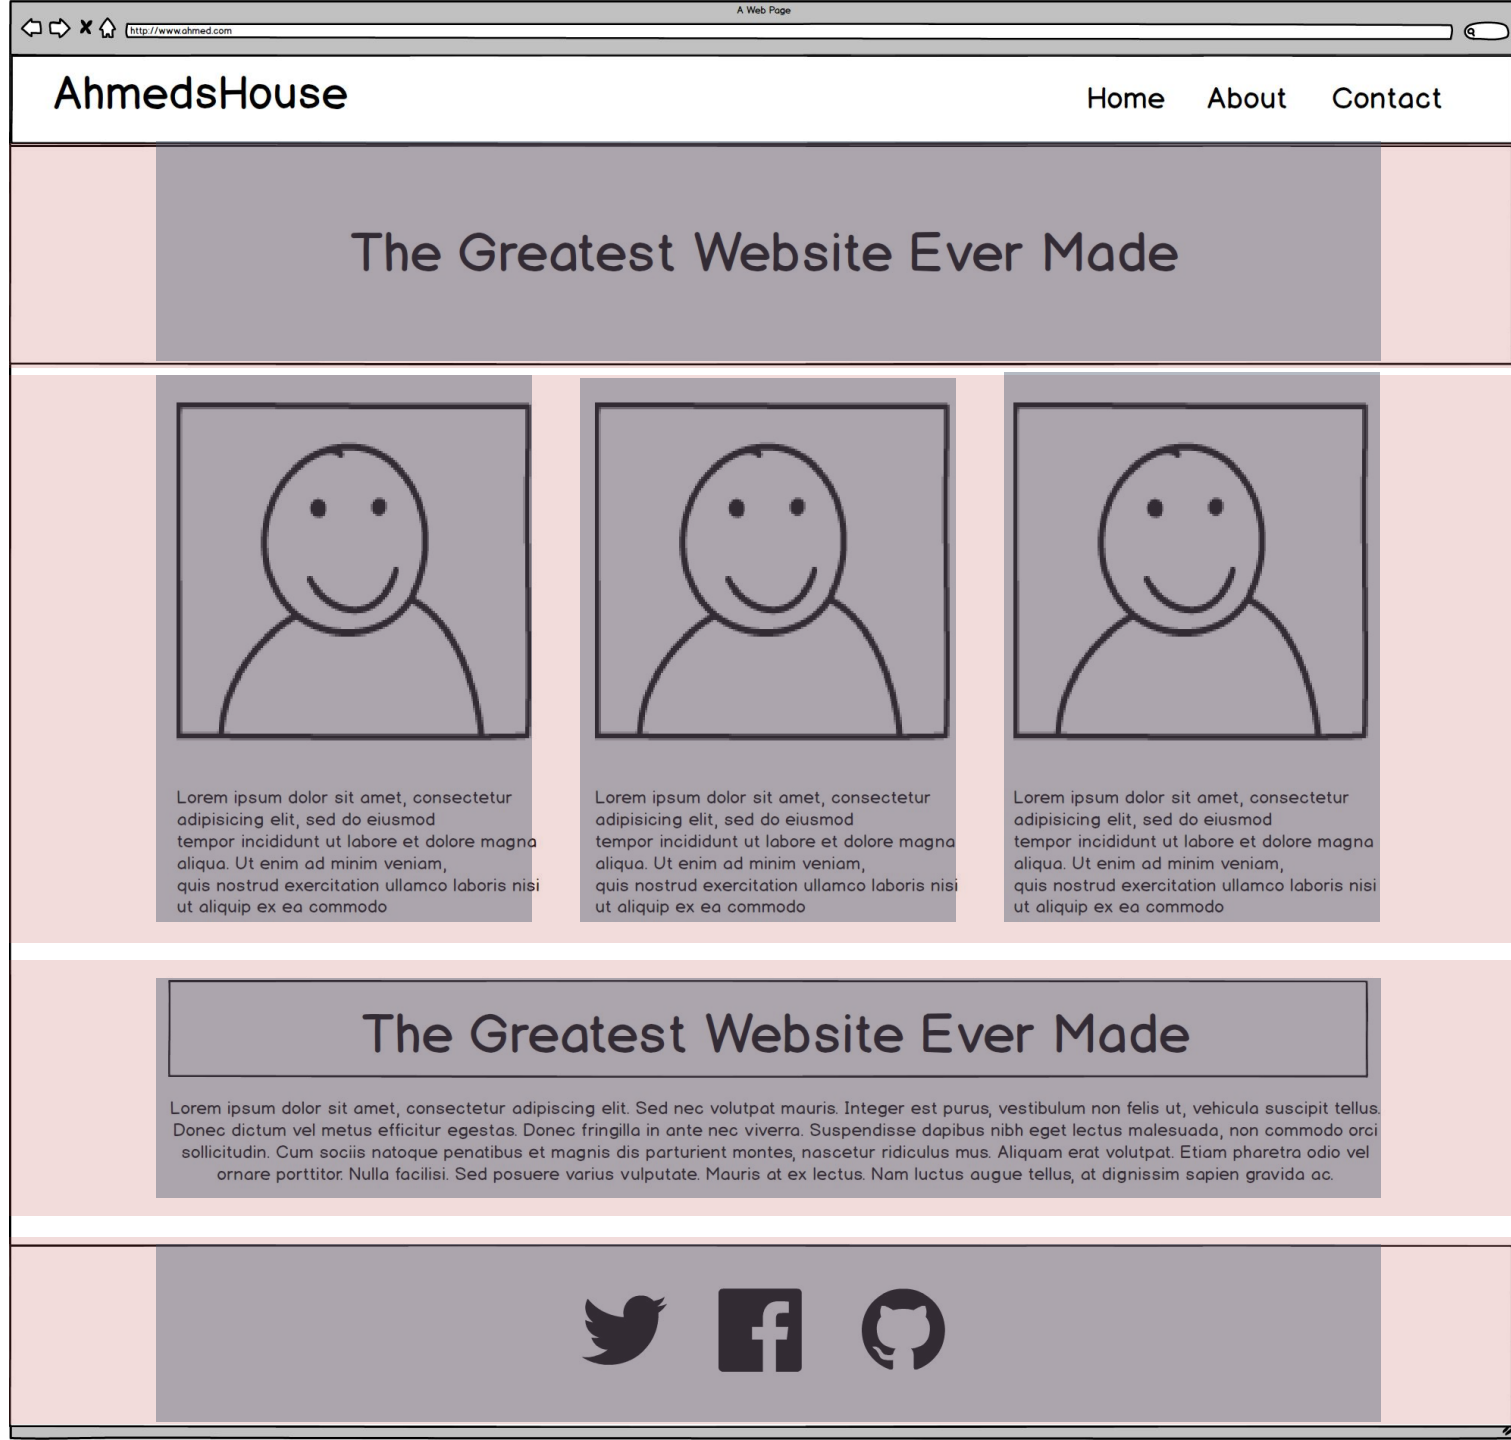 A Web Page
http://www.ahmed.com
AhmedsHouse
Home About Contact
The Greatest Website Ever Made
Lorem ipsum dolor sit amet, consectetur
adipisicing elit, sed do eiusmod
tempor incididunt ut labore et dolore magna
aliqua. Ut enim ad minim veniam,
quis nostrud exercitation ullamco laboris nisi
ut aliquip ex ea commodo
Lorem ipsum dolor sit amet, consectetur
adipisicing elit, sed do eiusmod
tempor incididunt ut labore et dolore magna
aliqua. Ut enim ad minim veniam,
quis nostrud exercitation ullamco laboris nisi
ut aliquip ex ea commodo
Lorem ipsum dolor sit amet, consectetur
adipisicing elit, sed do eiusmod
tempor incididunt ut labore et dolore magna
aliqua. Ut enim ad minim veniam,
quis nostrud exercitation ullamco laboris nisi
ut aliquip ex ea commodo
The Greatest Website Ever Made
Lorem ipsum dolor sit amet, consectetur adipiscing elit. Sed nec volutpat mauris. Integer est purus, vestibulum non felis ut, vehicula suscipit tellus.
Donec dictum vel metus efficitur egestas. Donec fringilla in ante nec viverra. Suspendisse dapibus nibh eget lectus malesuada, non commodo orci
sollicitudin. Cum sociis natoque penatibus et magnis dis parturient montes, nascetur ridiculus mus. Aliquam erat volutpat. Etiam pharetra odio vel
ornare porttitor. Nulla facilisi. Sed posuere varius vulputate. Mauris at ex lectus. Nam luctus augue tellus, at dignissim sapien gravida ac.